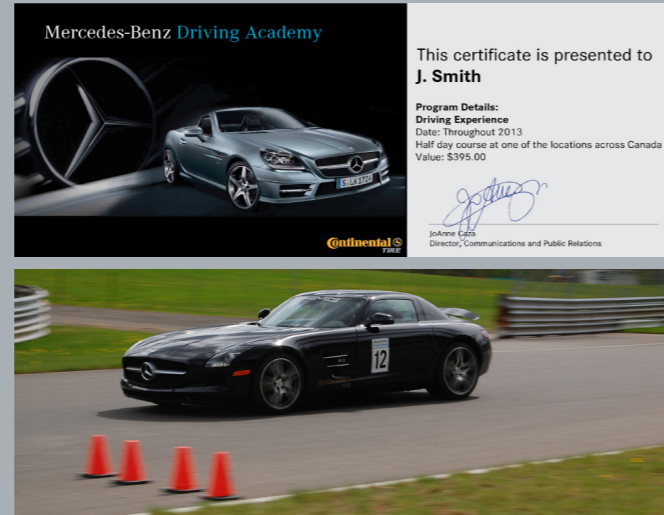 Mercedes-Benz Driving Academy
This certificate is presented to
J. Smith
Program Details:
Driving Experience
Date: Throughout 2013
Half day course at one of the locations across Canada
Value: $395.00
S:LK 1724
Continental
TIRE
JoAnne Caza
Director, Communications and Public Relations
12